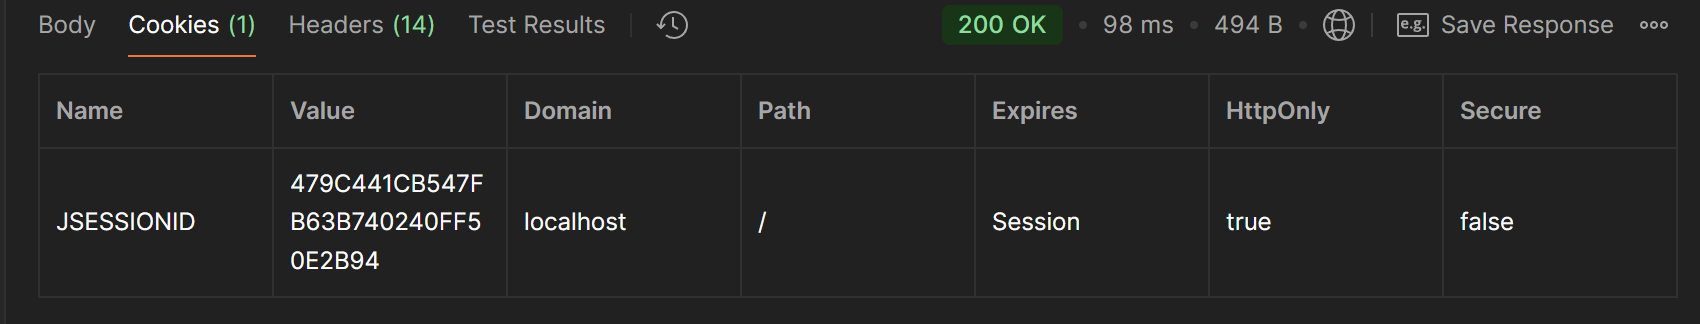 Body Cookies (1) Headers (14) Test Results 200 OK • 98 ms • 494 B • e.g. Save Response
Name Value Domain Path Expires HttpOnly Secure
JSESSIONID 479C441CB547F localhost / Session true false
B63B740240FF5
0E2B94